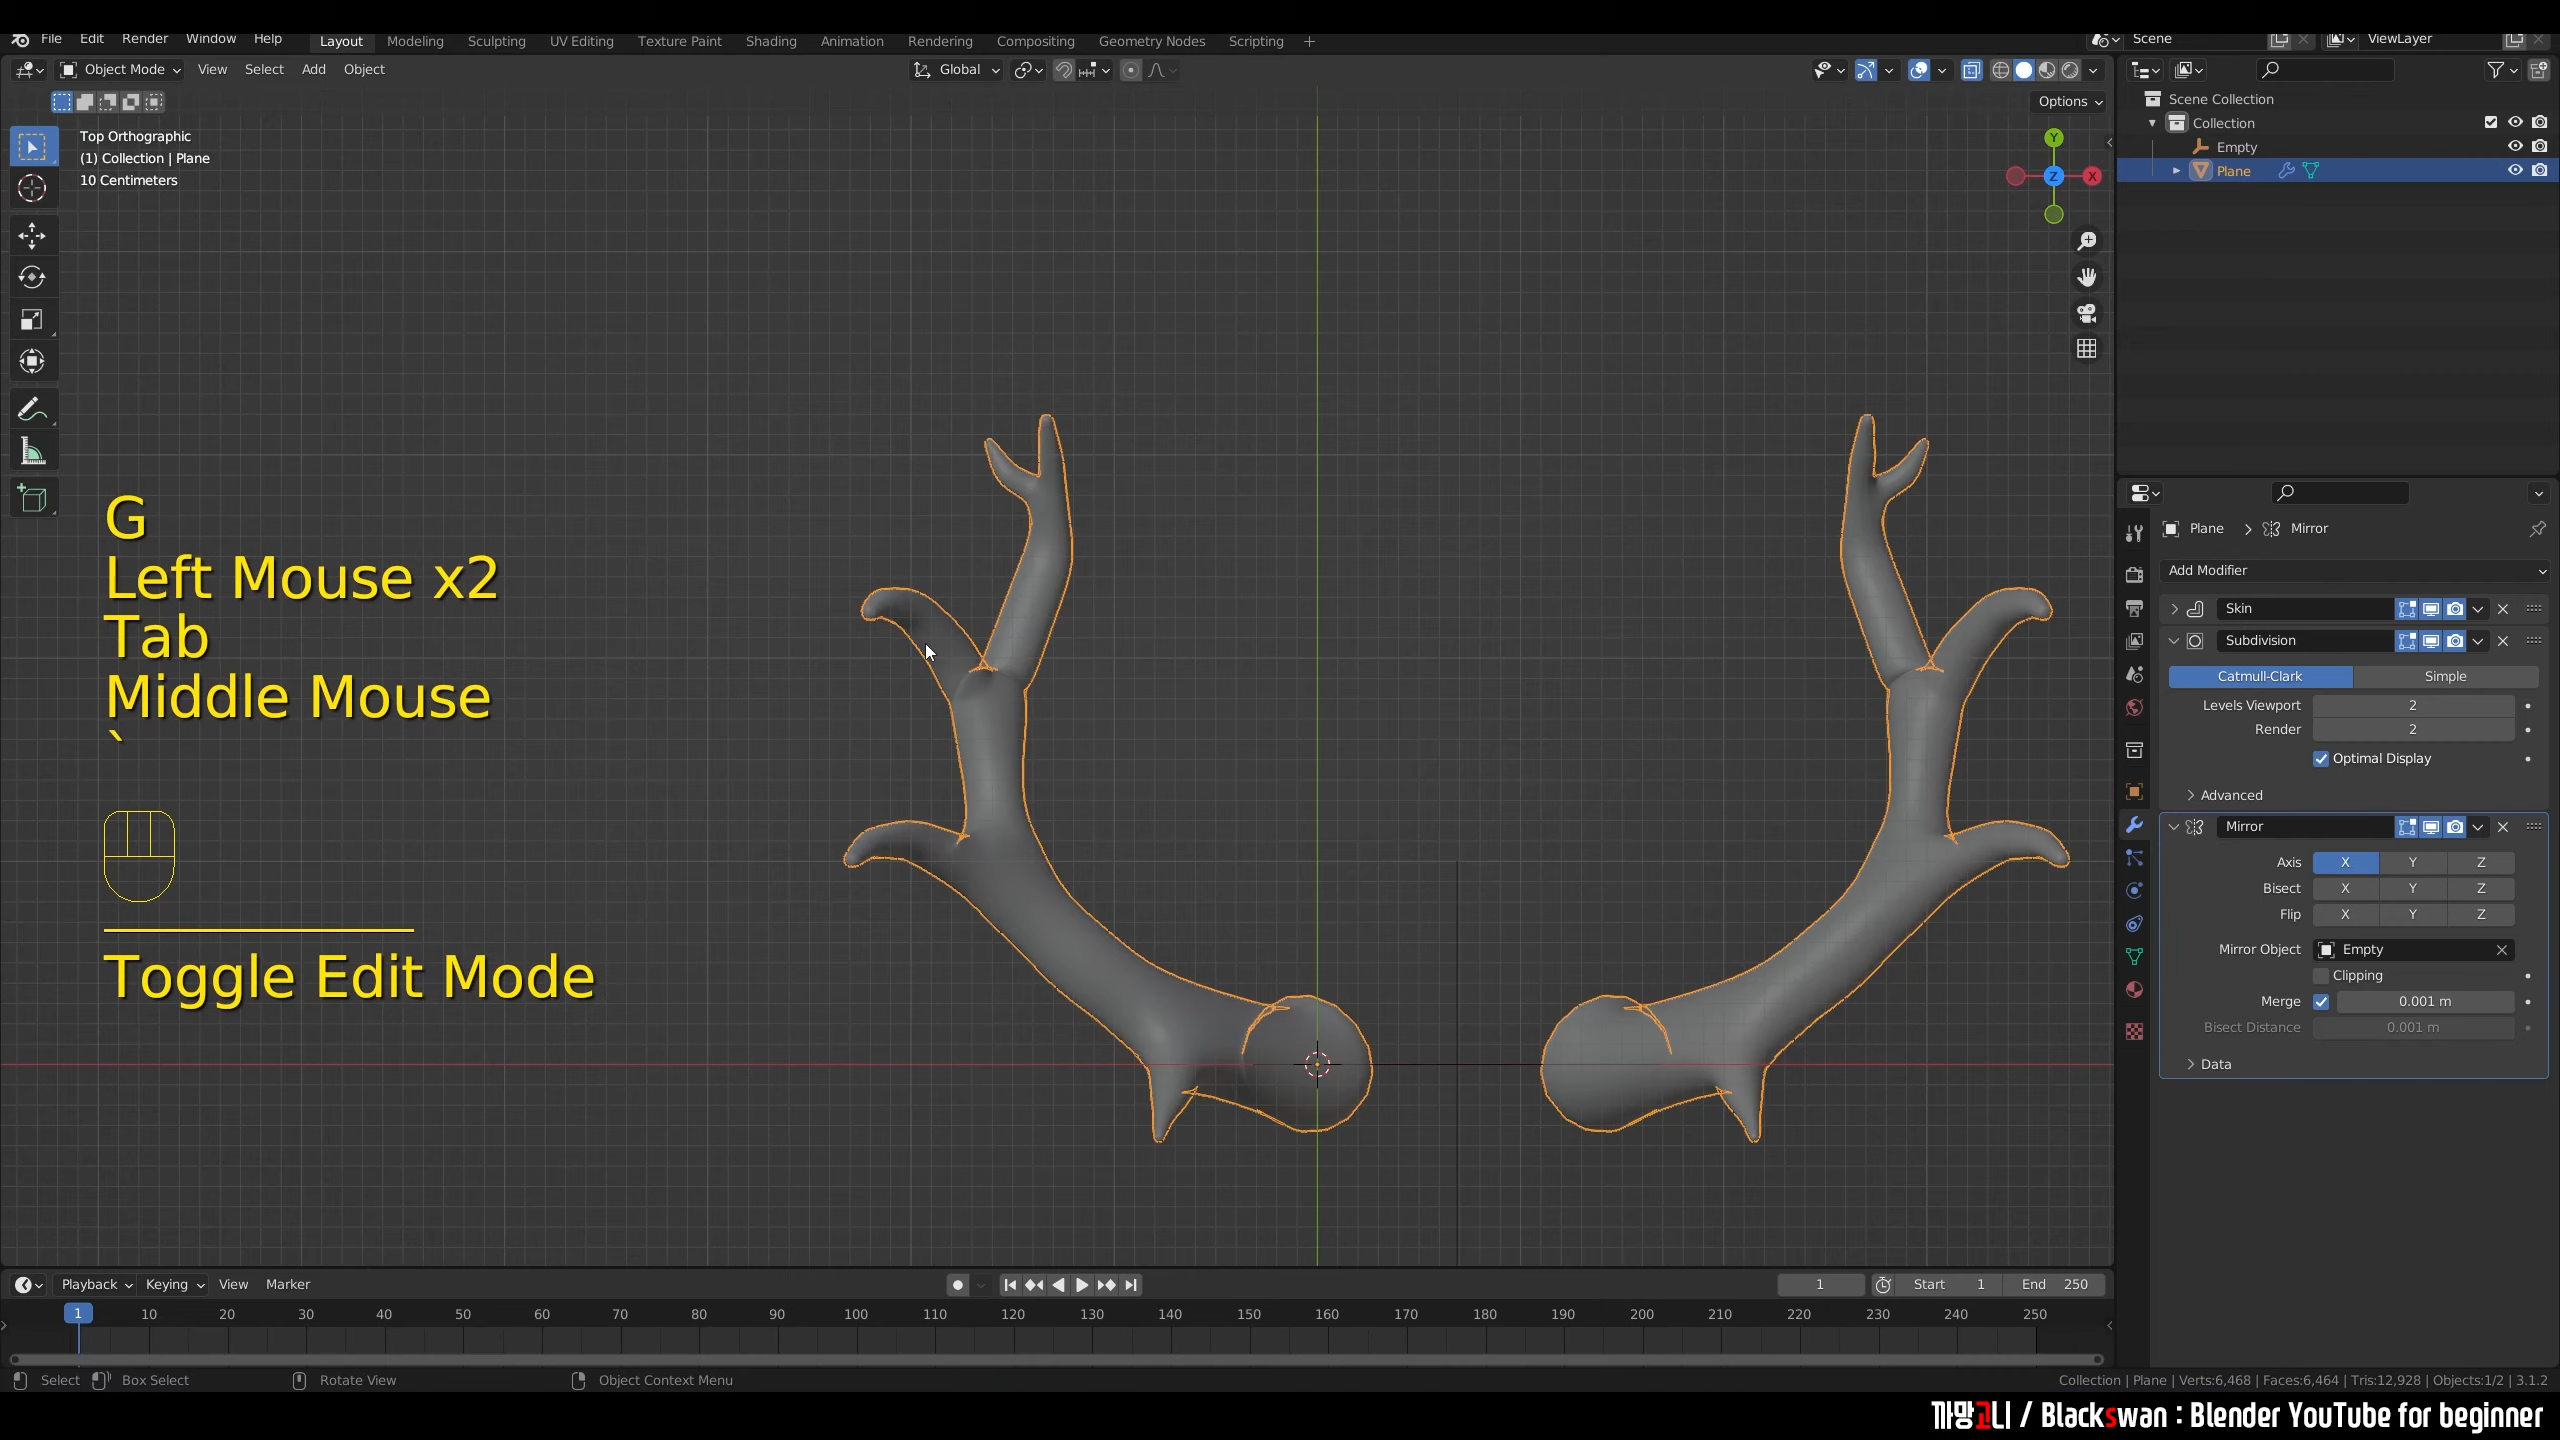 File Edit Render Window Help Layout Modeling Sculpting UV Editing Texture Paint Shading Animation Rendering Compositing Geometry Nodes Scripting + Scene ViewLayer
Object Mode View Select Add Object Global
Options
Top Orthographic
(1) Collection | Plane
10 Centimeters
Y
Z
X
G
Left Mouse x2
Tab
Middle Mouse
`
Toggle Edit Mode
Scene Collection
Collection
Empty
Plane
Plane > Mirror
Add Modifier
Skin
Subdivision
Catmull-Clark Simple
Levels Viewport 2
Render 2
Optimal Display
Advanced
Mirror
Axis X Y Z
Bisect X Y Z
Flip X Y Z
Mirror Object Empty
Clipping
Merge 0.001 m
Bisect Distance 0.001 m
Data
Playback Keying View Marker 1 Start 1 End 250
1 10 20 30 40 50 60 70 80 90 100 110 120 130 140 150 160 170 180 190 200 210 220 230 240 250
Select Box Select Rotate View Object Context Menu Collection | Plane | Verts:6,468 | Faces:6,464 | Tris:12,928 | Objects:1/2 | 3.1.2
까망고니 / Blackswan : Blender YouTube for beginner